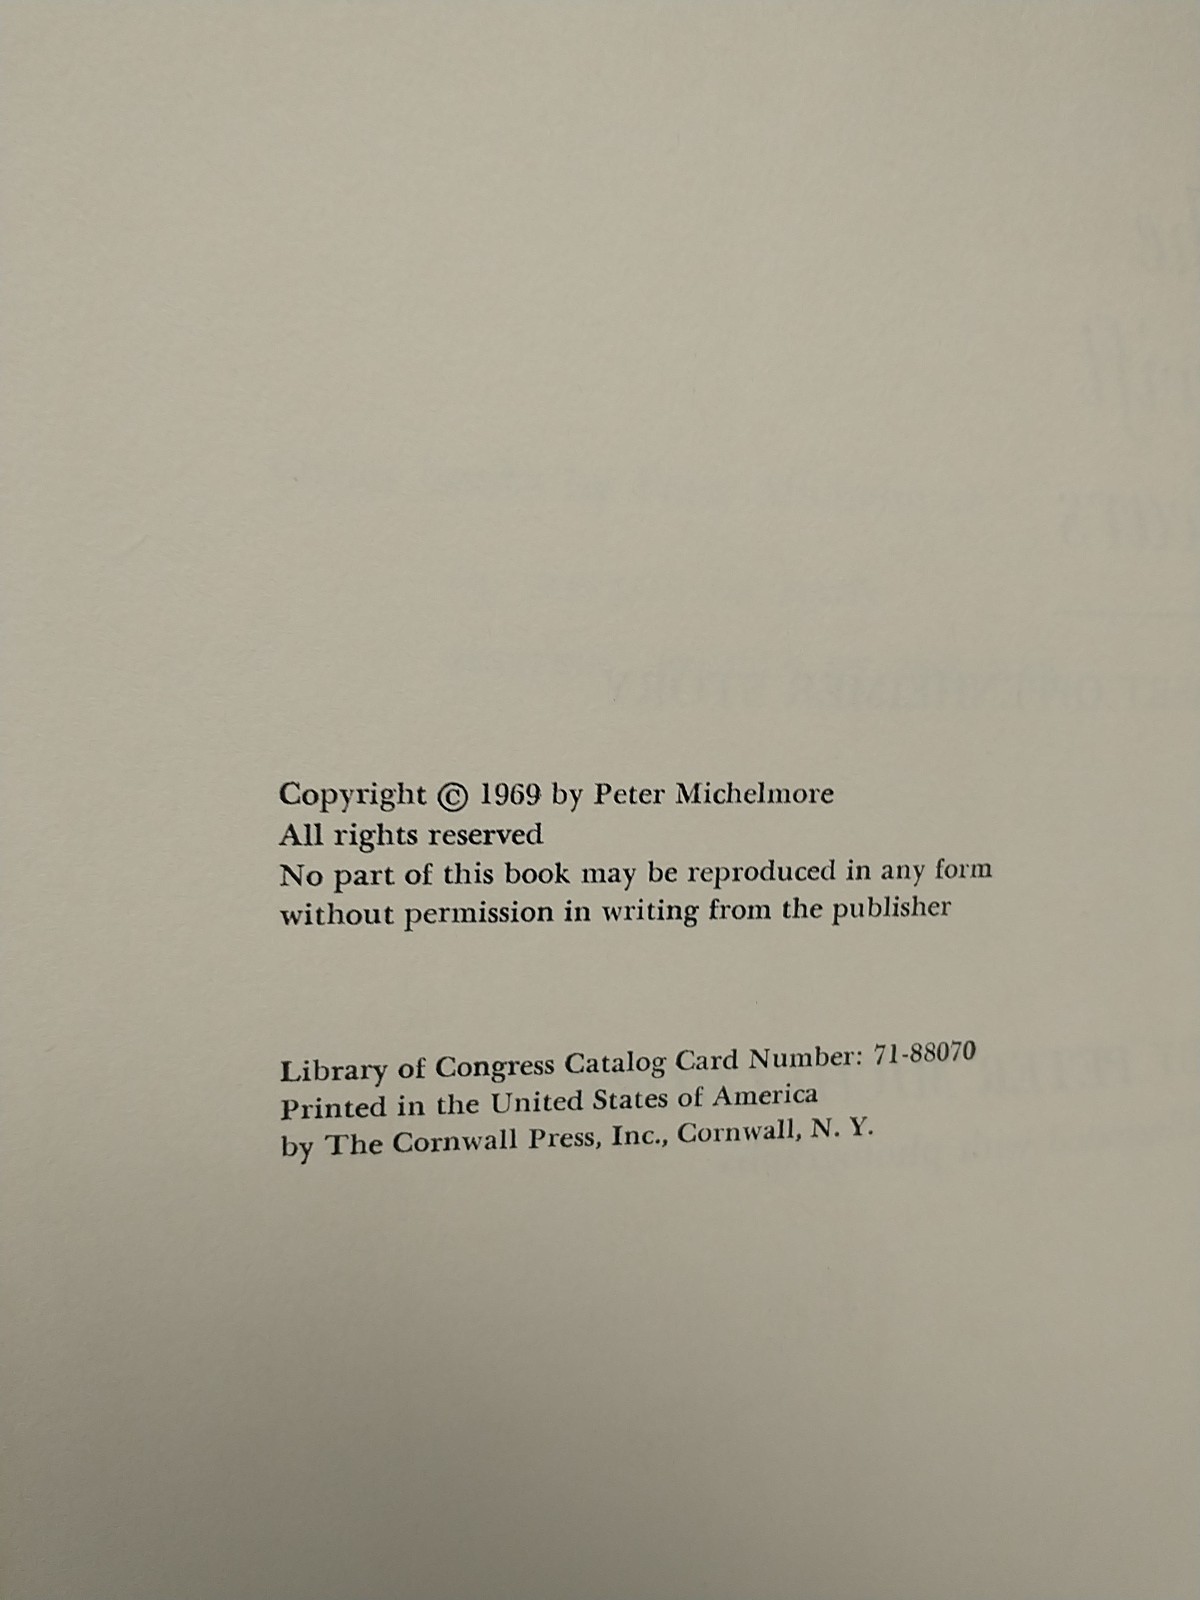 Copyright © 1969 by Peter Michelmore
All rights reserved
No part of this book may be reproduced in any form
without permission in writing from the publisher
Library of Congress Catalog Card Number: 71-88070
Printed in the United States of America
by The Cornwall Press, Inc., Cornwall, N. Y.